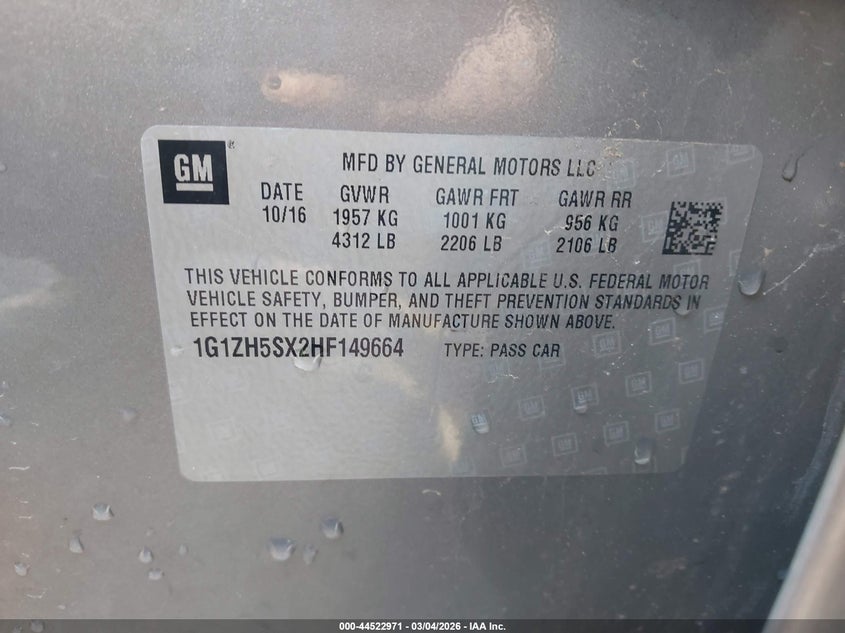 GM
MFD BY GENERAL MOTORS LLC
DATE GVWR GAWR FRT GAWR RR
10/16 1957 KG 1001 KG 956 KG
4312 LB 2206 LB 2106 LB
THIS VEHICLE CONFORMS TO ALL APPLICABLE U.S. FEDERAL MOTOR
VEHICLE SAFETY, BUMPER, AND THEFT PREVENTION STANDARDS IN
EFFECT ON THE DATE OF MANUFACTURE SHOWN ABOVE.
1G1ZH5SX2HF149664 TYPE: PASS CAR
000-44522971 - 03/04/2026 - IAA Inc.